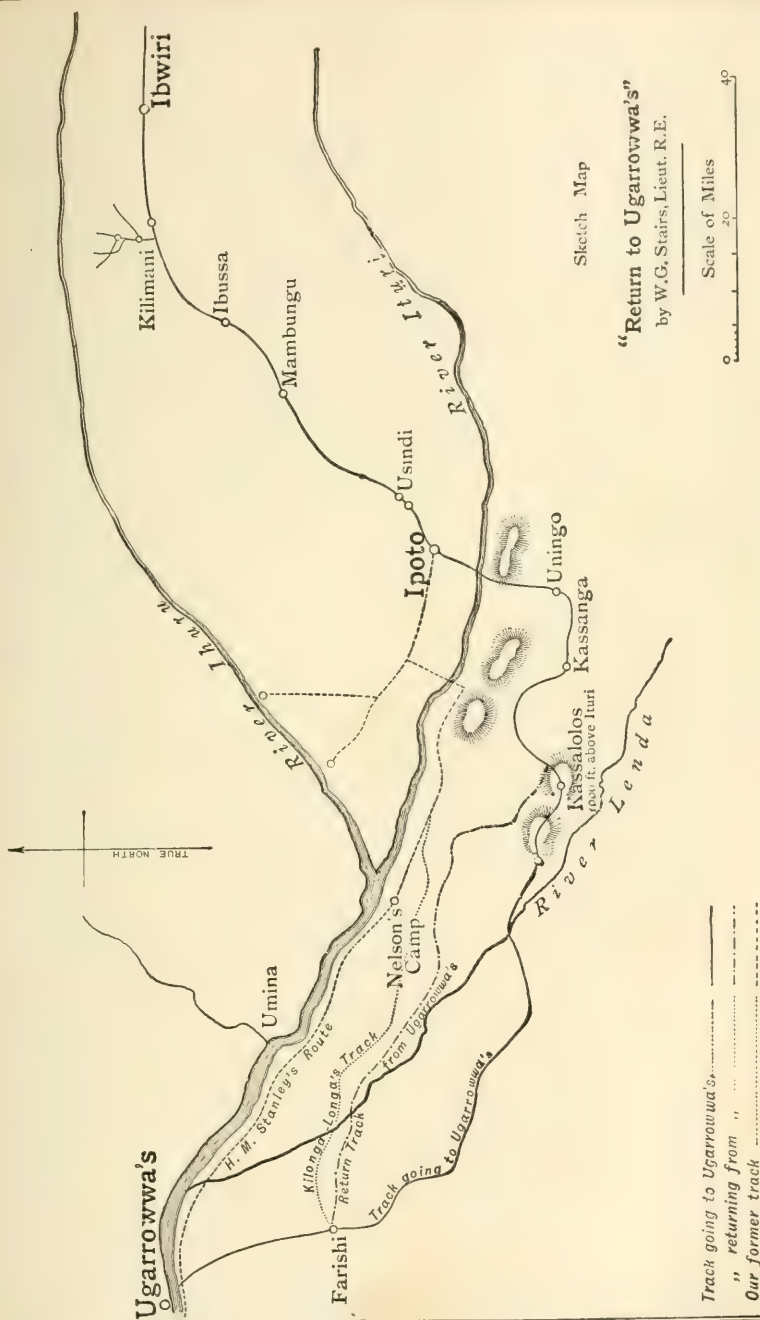 Ugarrowwa's
Umina
TRUE NORTH
River Ihuru
Kilimani
Ibwiri
Ibussa
Mambungu
Usindi
Ipoto
River Ituri
H. M. Stanley's Route
Kilonga-Longa's Track
Return Track from Ugarrowwa's
Track going to Ugarrowwa's
Farishi
Nelson's
Camp
Kassalolos
1000 ft. above Ituri
River Lenda
Kassanga
Uningo
Sketch Map
"Return to Ugarrowwa's"
by W.G. Stairs, Lieut. R.E.
Scale of Miles
0 20 40
Track going to Ugarrowwa's
" returning from "
Our former track